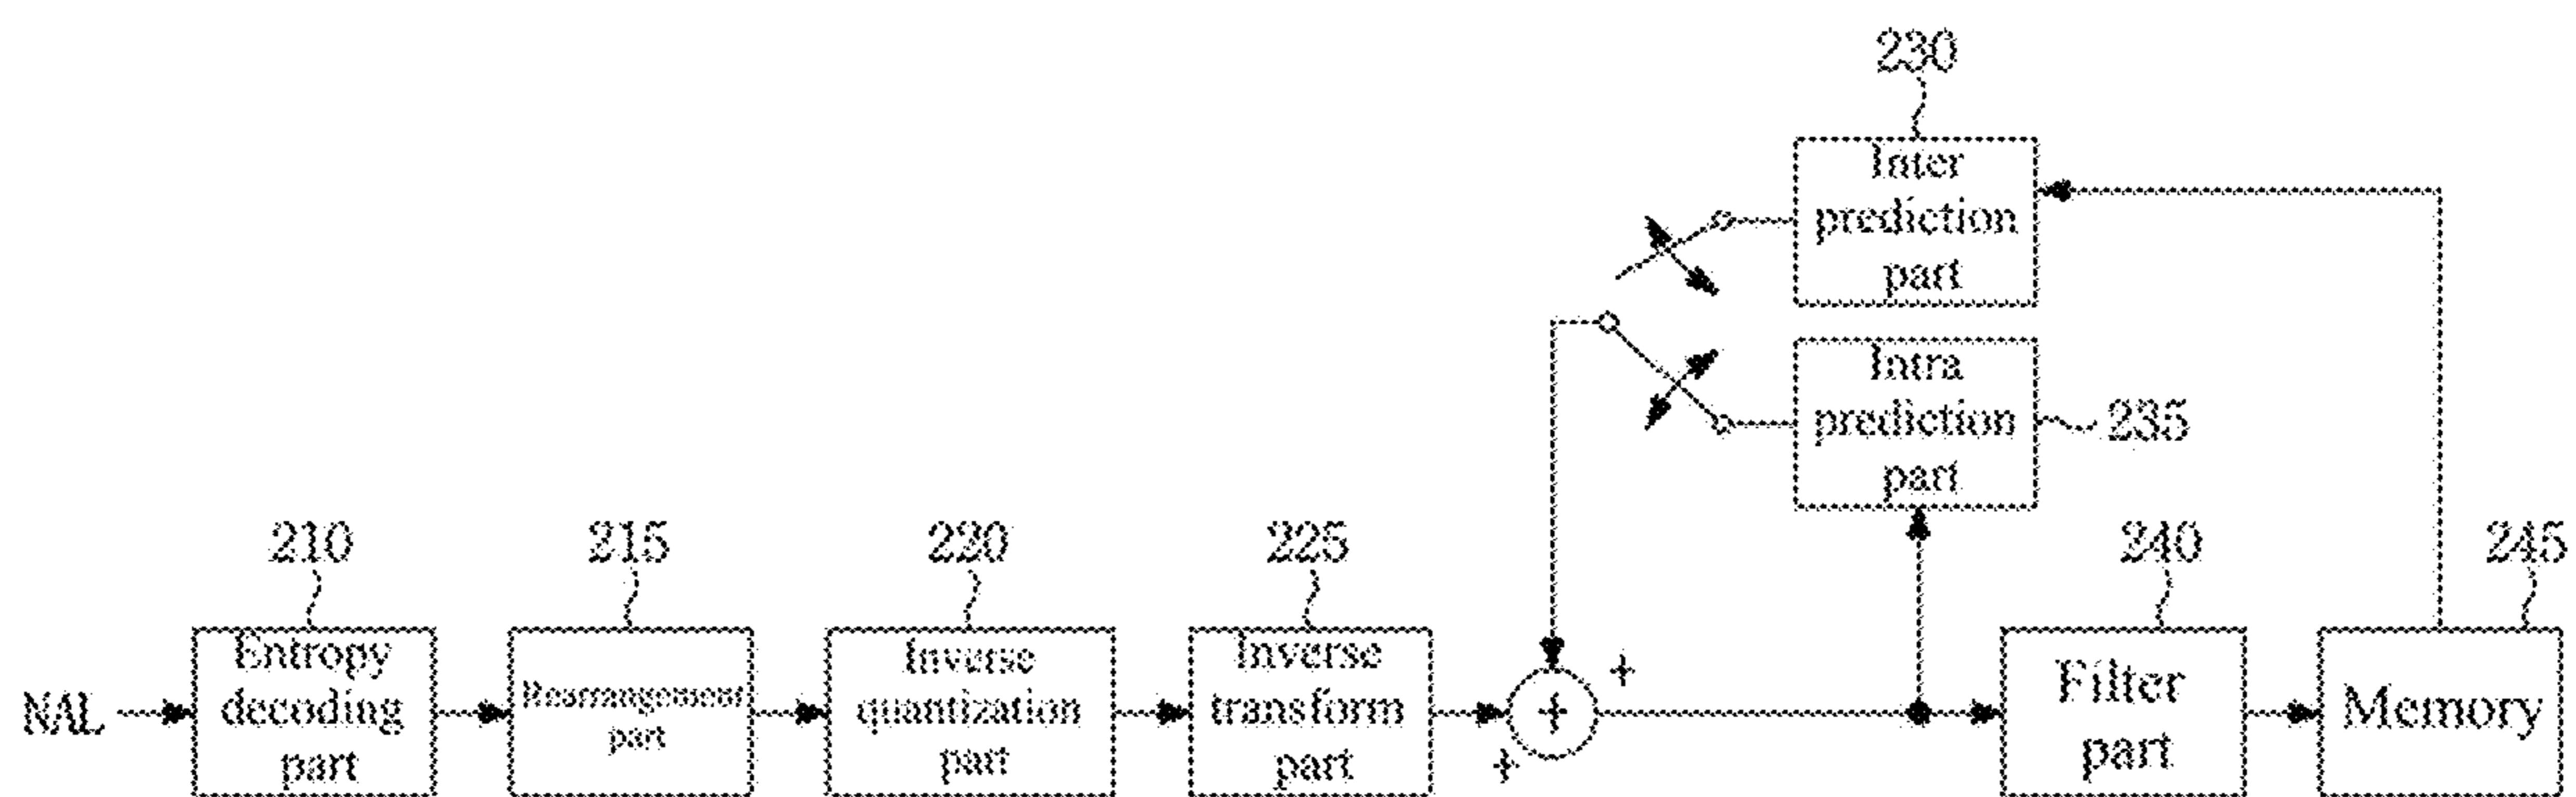 230
Inter
prediction
part
Intra
prediction
part
235
210
215
220
225
240
245
NAL
Entropy
decoding
part
Rearrangement
part
Inverse
quantization
part
Inverse
transform
part
+
+
+
Filter
part
Memory